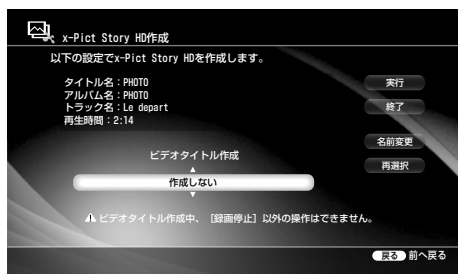 x-Pict Story HD作成
以下の設定でx-Pict Story HDを作成します。
タイトル名：PHOTO
アルバム名：PHOTO
トラック名：Le depart
再生時間：2:14
実行
終了
名前変更
再選択
ビデオタイトル作成
作成しない
ビデオタイトル作成中、［録画停止］以外の操作はできません。
戻る 前へ戻る